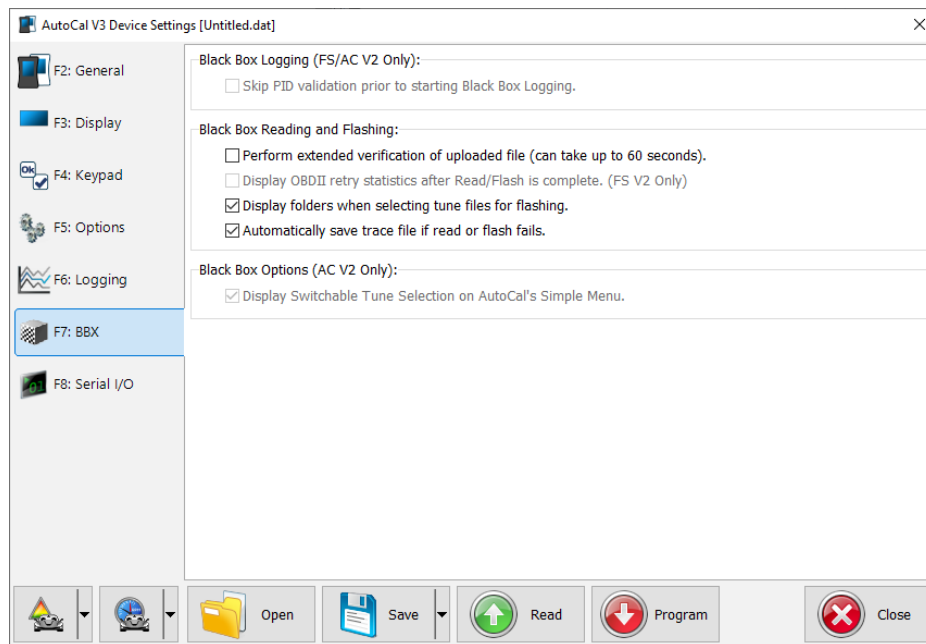 AutoCal V3 Device Settings [Untitled.dat]
F2: General
F3: Display
F4: Keypad
F5: Options
F6: Logging
F7: BBX
F8: Serial I/O
Black Box Logging (FS/AC V2 Only):
Skip PID validation prior to starting Black Box Logging.
Black Box Reading and Flashing:
Perform extended verification of uploaded file (can take up to 60 seconds).
Display OBDII retry statistics after Read/Flash is complete. (FS V2 Only)
Display folders when selecting tune files for flashing.
Automatically save trace file if read or flash fails.
Black Box Options (AC V2 Only):
Display Switchable Tune Selection on AutoCal's Simple Menu.
Open
Save
Read
Program
Close